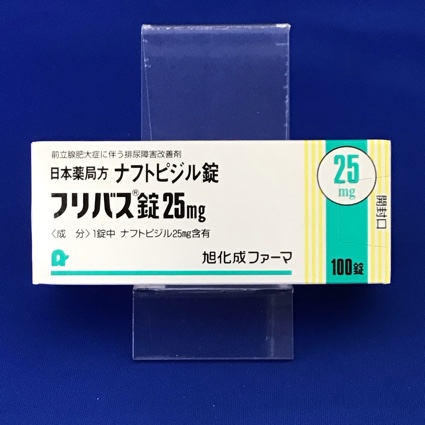 前立腺肥大症に伴う排尿障害改善剤
日本薬局方 ナフトピジル錠
フリバス®錠25mg
〈成 分〉1錠中 ナフトピジル25mg含有
旭化成ファーマ
25
mg
開封口
100錠